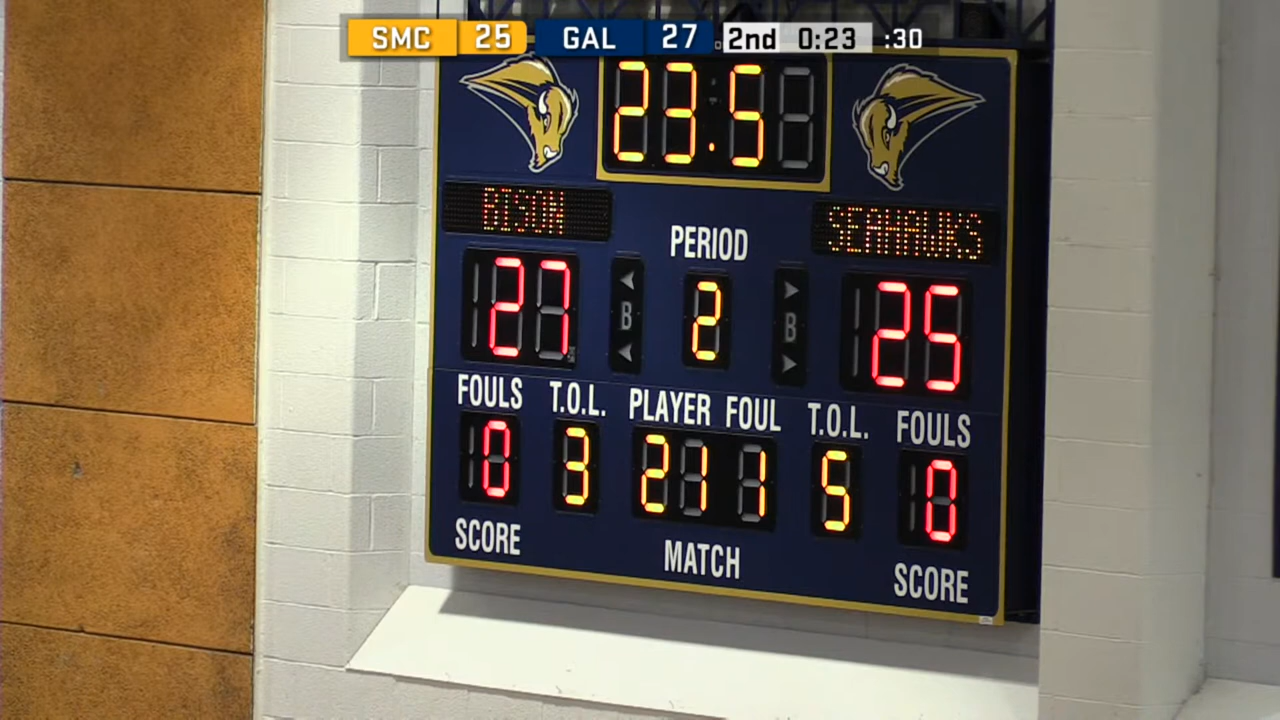 SMC 25 GAL 27 2nd 0:23 :30
23.5
BISON SEAHAWKS
PERIOD
27 B 2 B 25
FOULS T.O.L. PLAYER FOUL T.O.L. FOULS
0 3 21 1 5 0
SCORE MATCH SCORE